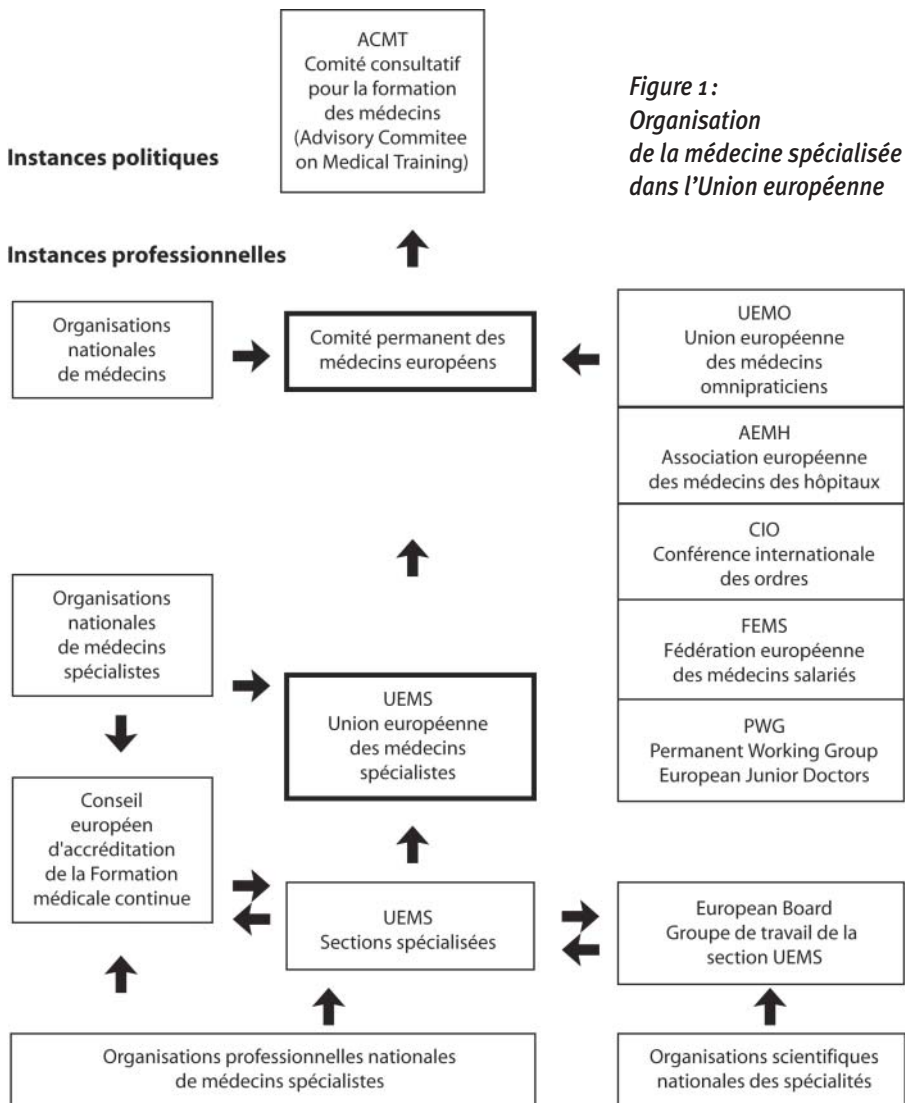 ACMT
Comité consultatif
pour la formation
des médecins
(Advisory Commitee
on Medical Training)
Figure 1 :
Organisation
de la médecine spécialisée
dans l'Union européenne
Instances politiques
Instances professionnelles
Organisations
nationales
de médecins
Comité permanent des
médecins européens
UEMO
Union européenne
des médecins
omnipraticiens
AEMH
Association européenne
des médecins des hôpitaux
CIO
Conférence internationale
des ordres
FEMS
Fédération européenne
des médecins salariés
PWG
Permanent Working Group
European Junior Doctors
Organisations
nationales
de médecins
spécialistes
UEMS
Union européenne
des médecins
spécialistes
Conseil
européen
d'accréditation
de la Formation
médicale continue
UEMS
Sections spécialisées
European Board
Groupe de travail de la
section UEMS
Organisations professionnelles nationales
de médecins spécialistes
Organisations scientifiques
nationales des spécialités